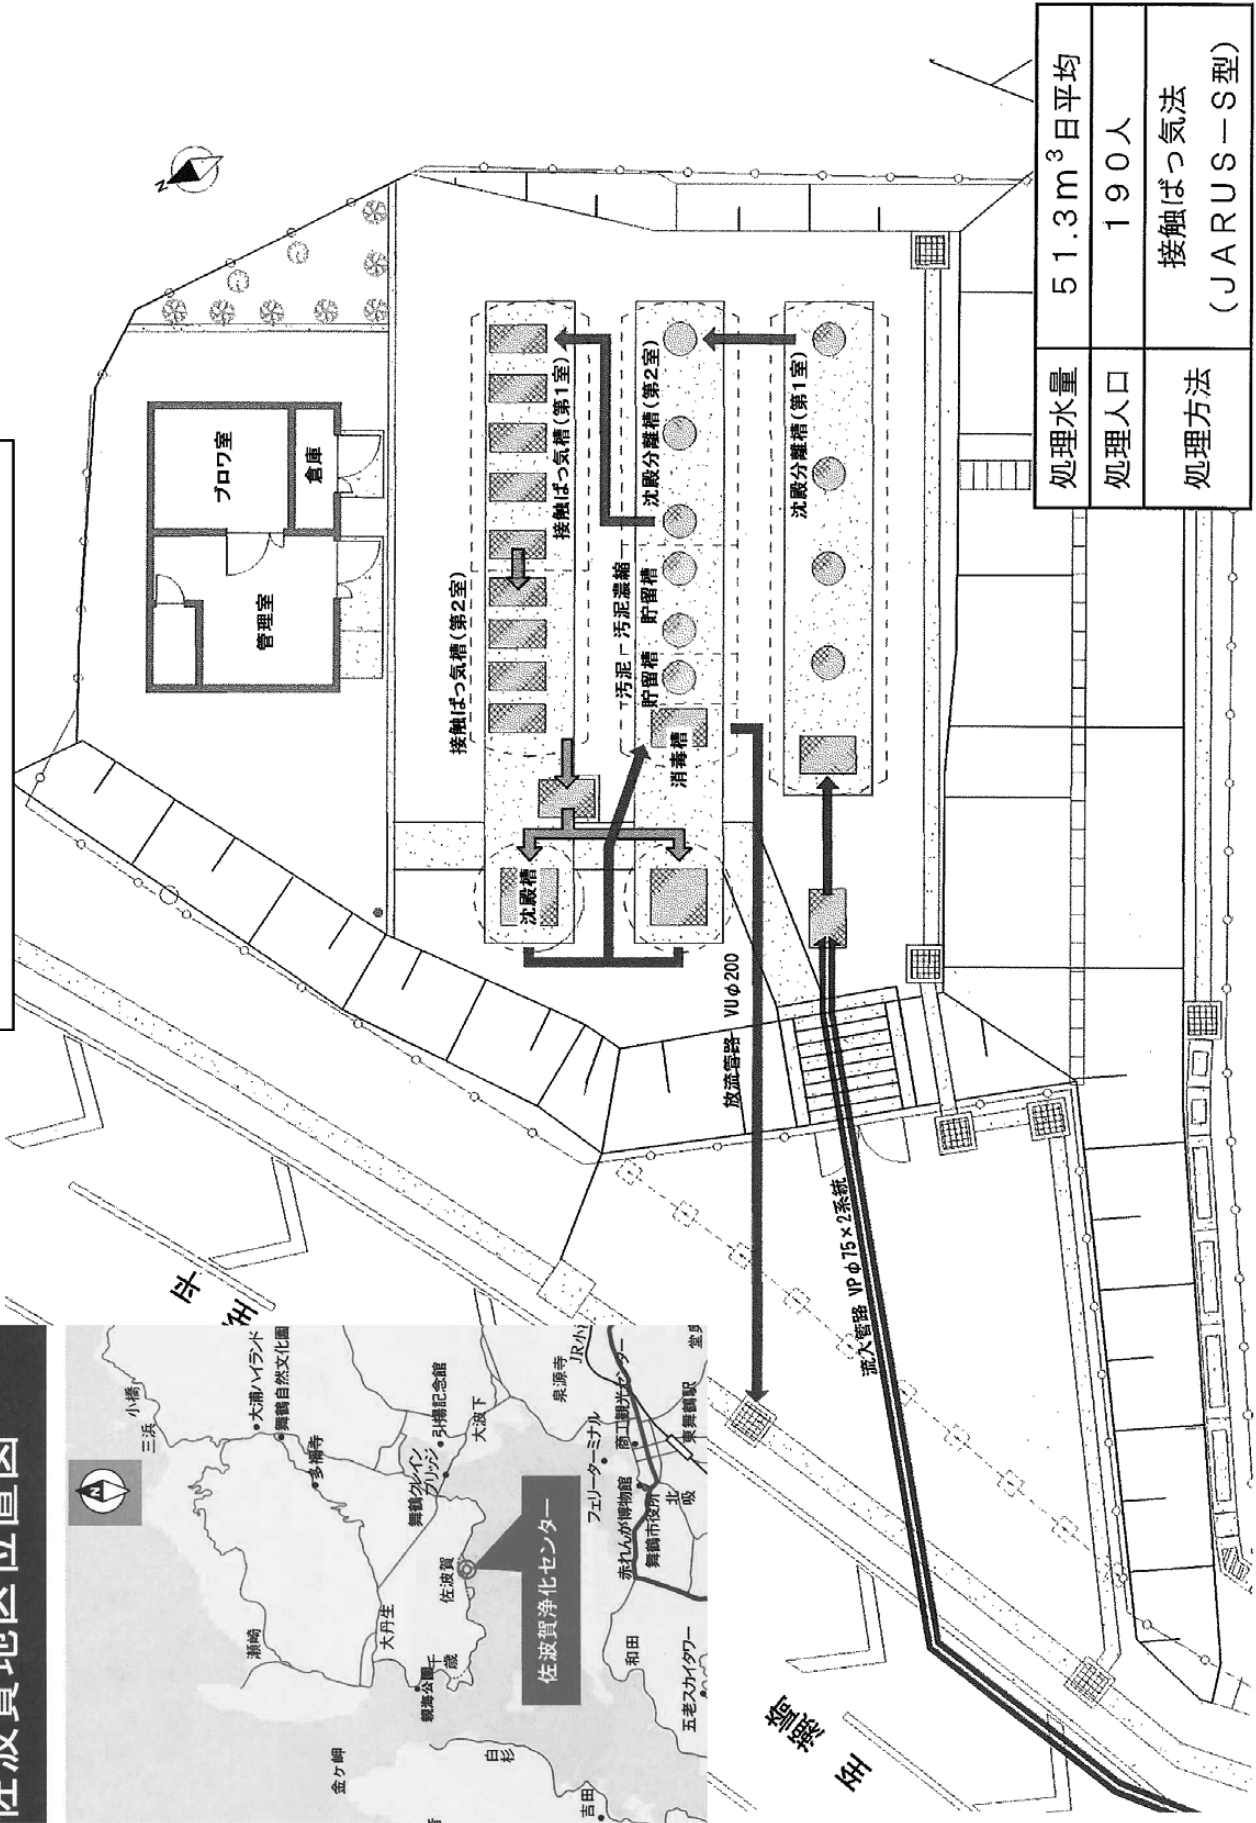 佐波賀地区位置図
小橋
三浜
大浦ハイランド
舞鶴自然文化園
多禰寺
瀬崎
大丹生
舞鶴クレイン
ブリッジ
引揚記念館
大波下
佐波賀
親海公園
千歳
佐波賀浄化センター
金ケ岬
白杉
吉田
和田
五老スカイタワー
泉源寺
フェリーターミナル
商工観光センター
赤れんが博物館
舞鶴市役所
北吸
東舞鶴駅
N
至
瀬崎
至
平
N
管理室
ブロワ室
倉庫
接触ばっ気槽(第2室)
接触ばっ気槽(第1室)
汚泥
貯留槽
汚泥濃縮
貯留槽
沈殿分離槽(第2室)
沈殿分離槽(第1室)
消毒槽
沈殿槽
放流管路 VUφ200
流入管路 VPφ75×2系統
処理水量 51.3m³日平均
処理人口 190人
処理方法 接触ばっ気法
(JARUS-S型)